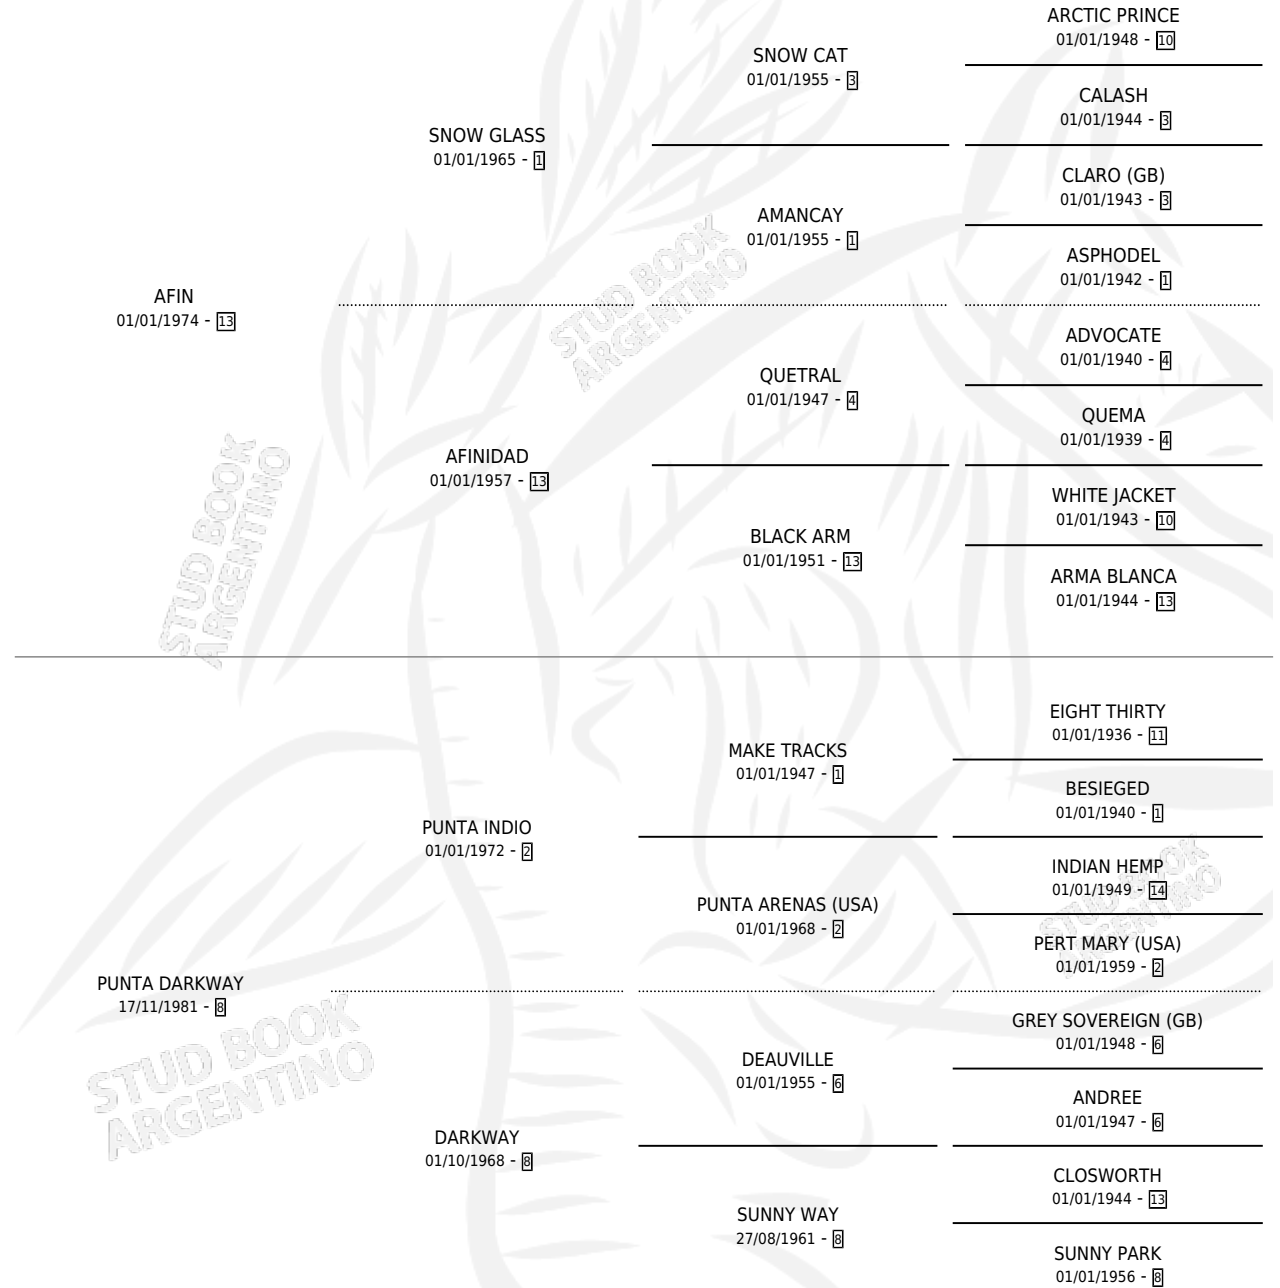 ARCTIC PRINCE
01/01/1948 - 10
SNOW CAT
01/01/1955 - 3
CALASH
01/01/1944 - 3
SNOW GLASS
01/01/1965 - 1
CLARO (GB)
01/01/1943 - 3
AMANCAY
01/01/1955 - 1
ASPHODEL
01/01/1942 - 1
AFIN
01/01/1974 - 13
ADVOCATE
01/01/1940 - 4
QUETRAL
01/01/1947 - 4
QUEMA
01/01/1939 - 4
AFINIDAD
01/01/1957 - 13
WHITE JACKET
01/01/1943 - 10
BLACK ARM
01/01/1951 - 13
ARMA BLANCA
01/01/1944 - 13
EIGHT THIRTY
01/01/1936 - 11
MAKE TRACKS
01/01/1947 - 1
BESIEGED
01/01/1940 - 1
PUNTA INDIO
01/01/1972 - 2
INDIAN HEMP
01/01/1949 - 14
PUNTA ARENAS (USA)
01/01/1968 - 2
PERT MARY (USA)
01/01/1959 - 2
PUNTA DARKWAY
17/11/1981 - 8
GREY SOVEREIGN (GB)
01/01/1948 - 6
DEAUVILLE
01/01/1955 - 6
ANDREE
01/01/1947 - 6
DARKWAY
01/10/1968 - 8
CLOSWORTH
01/01/1944 - 13
SUNNY WAY
27/08/1961 - 8
SUNNY PARK
01/01/1956 - 8
STUD BOOK
ARGENTINO
STUD BOOK
ARGENTINO
STUD BOOK
ARGENTINO
STUD BOOK
ARGENTINO